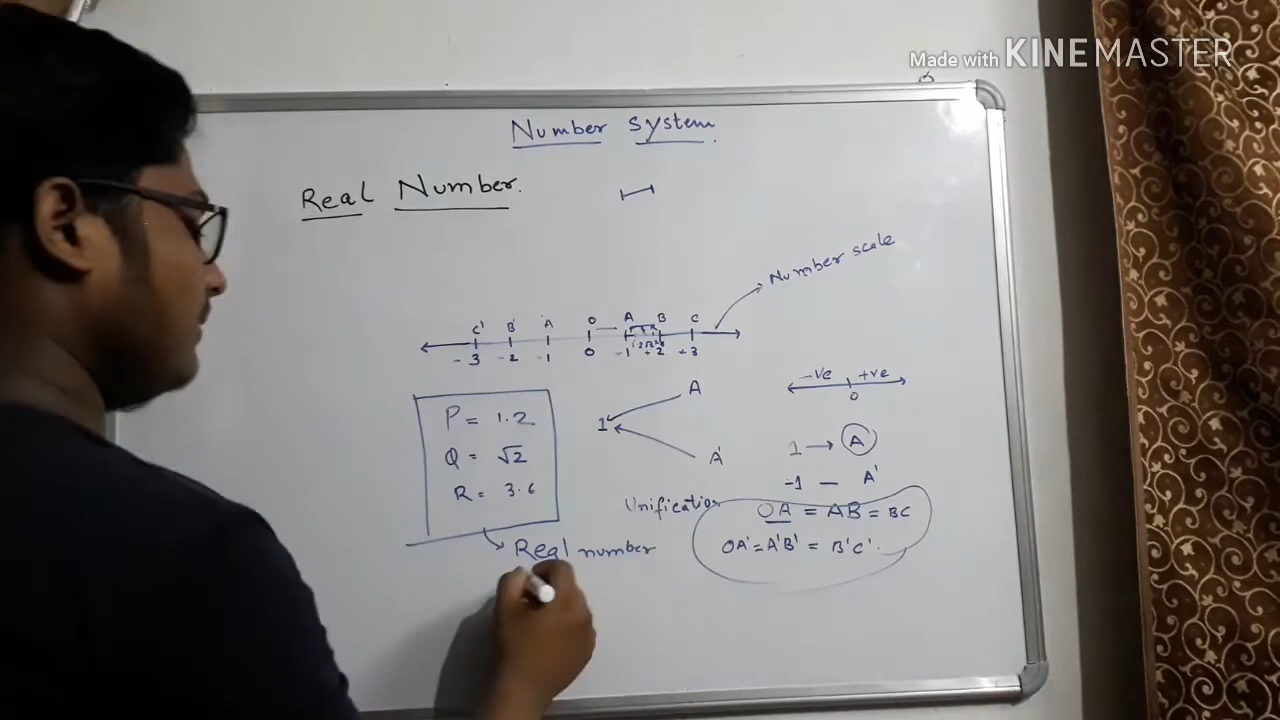 Made with KINEMASTER
Number system.
Real Number.
Number scale
C' B' A' O A B C
-3 -2 -1 0 -1 +2 +3
-ve +ve
0
P = 1.2
Q = √2
R = 3.6
1
A
A'
1 → A
-1 — A'
Unification
OA = AB = BC
OA' = A'B' = B'C'.
Real number